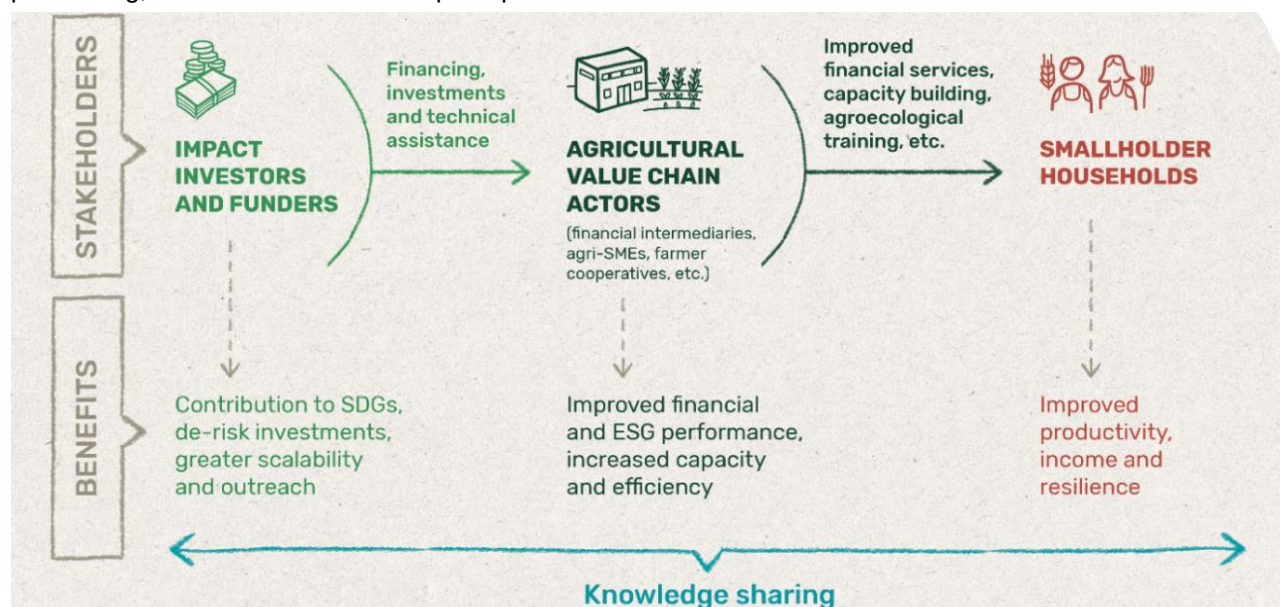 STAKEHOLDERS
IMPACT
INVESTORS
AND FUNDERS
Financing,
investments
and technical
assistance
AGRICULTURAL
VALUE CHAIN
ACTORS
(financial intermediaries,
agri-SMEs, farmer
cooperatives, etc.)
Improved
financial services,
capacity building,
agroecological
training, etc.
SMALLHOLDER
HOUSEHOLDS
BENEFITS
Contribution to SDGs,
de-risk investments,
greater scalability
and outreach
Improved financial
and ESG performance,
increased capacity
and efficiency
Improved
productivity,
income and
resilience
Knowledge sharing